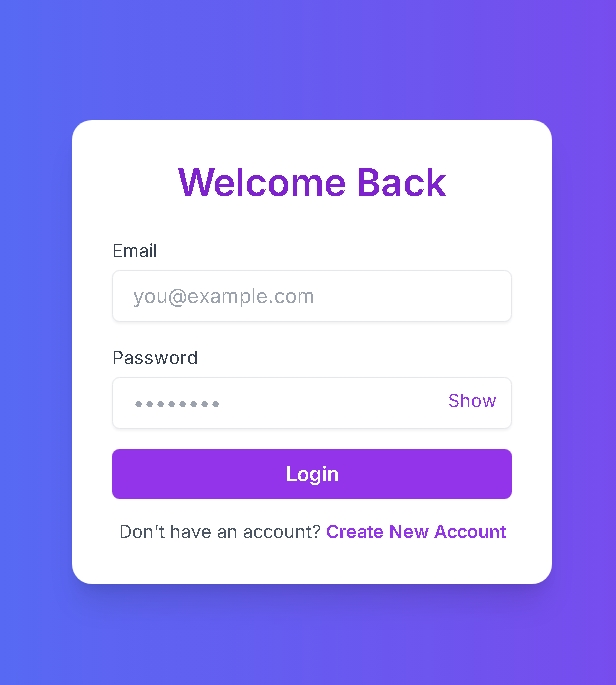 Welcome Back
Email
you@example.com
Password
•••••••• Show
Login
Don't have an account? Create New Account